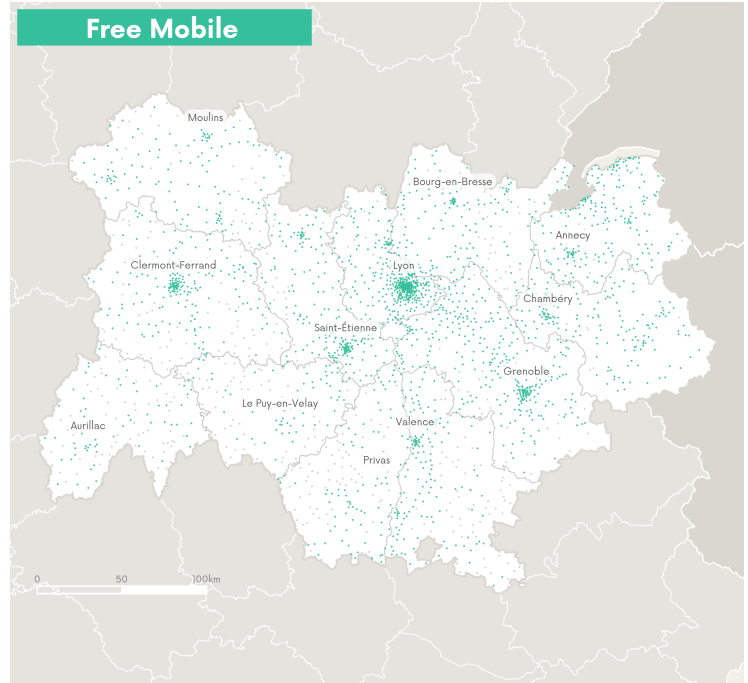 Free Mobile
Moulins
Bourg-en-Bresse
Annecy
Clermont-Ferrand
Lyon
Chambéry
Saint-Étienne
Grenoble
Le Puy-en-Velay
Aurillac
Valence
Privas
0 50 100km